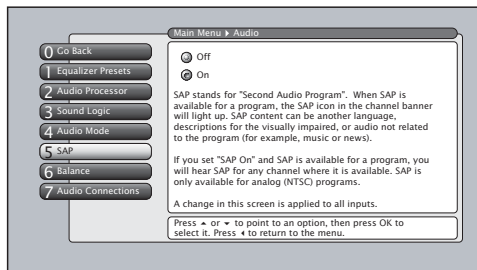 Main Menu ▸ Audio
0 Go Back
1 Equalizer Presets
2 Audio Processor
3 Sound Logic
4 Audio Mode
5 SAP
6 Balance
7 Audio Connections
Off
On
SAP stands for "Second Audio Program". When SAP is
available for a program, the SAP icon in the channel banner
will light up. SAP content can be another language,
descriptions for the visually impaired, or audio not related
to the program (for example, music or news).
If you set "SAP On" and SAP is available for a program, you
will hear SAP for any channel where it is available. SAP is
only available for analog (NTSC) programs.
A change in this screen is applied to all inputs.
Press ▴ or ▾ to point to an option, then press OK to
select it. Press ◂ to return to the menu.